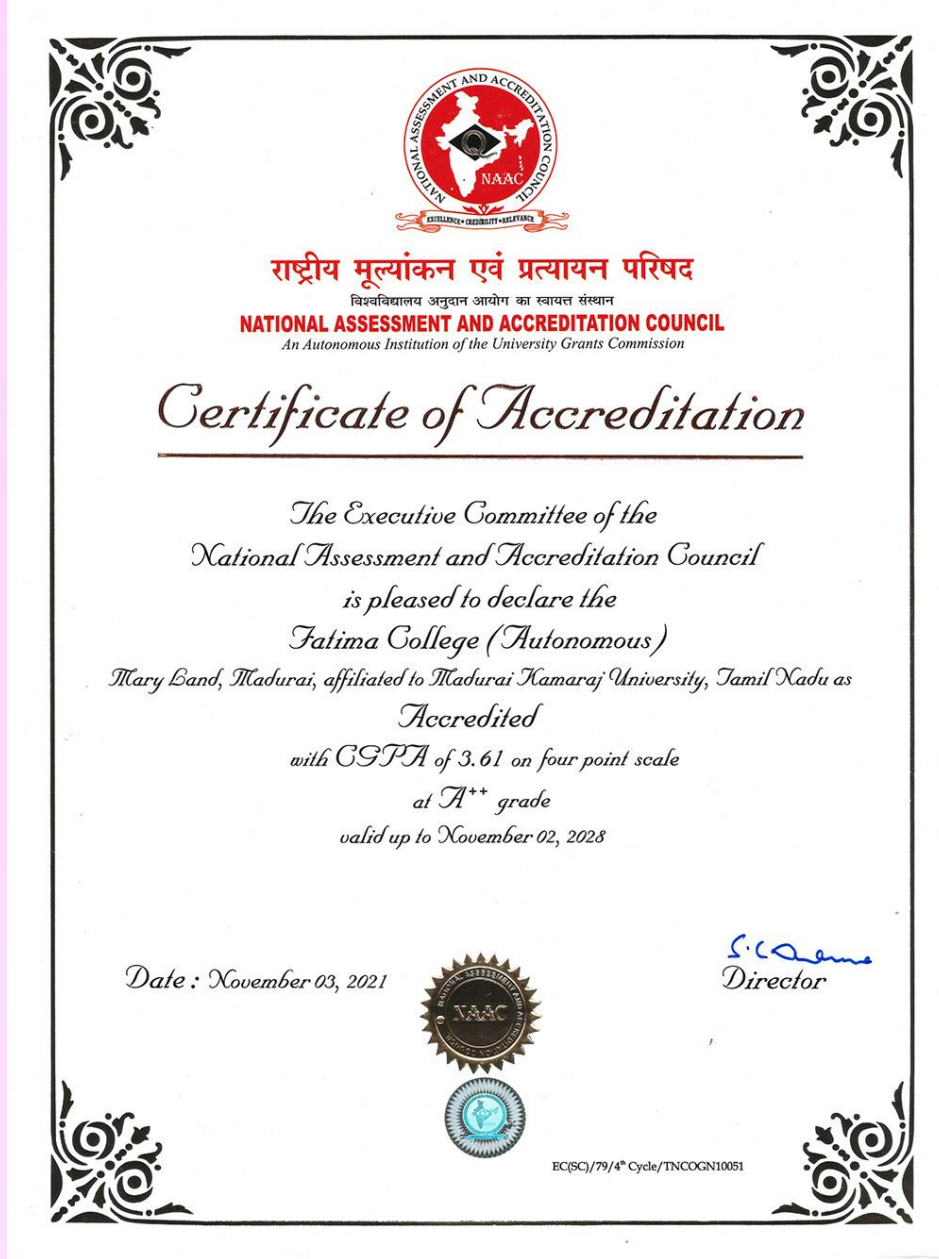 NATIONAL ASSESSMENT AND ACCREDITATION COUNCIL
NAAC
EXCELLENCE • CREDIBILITY • RELEVANCE
राष्ट्रीय मूल्यांकन एवं प्रत्यायन परिषद
विश्वविद्यालय अनुदान आयोग का स्वायत्त संस्थान
NATIONAL ASSESSMENT AND ACCREDITATION COUNCIL
An Autonomous Institution of the University Grants Commission
Certificate of Accreditation
The Executive Committee of the
National Assessment and Accreditation Council
is pleased to declare the
Fatima College (Autonomous)
Mary Land, Madurai, affiliated to Madurai Kamaraj University, Tamil Nadu as
Accredited
with CGPA of 3.61 on four point scale
at A++ grade
valid up to November 02, 2028
Date : November 03, 2021
Director
NATIONAL ASSESSMENT AND ACCREDITATION COUNCIL
NAAC
EC(SC)/79/4th Cycle/TNCOGN10051